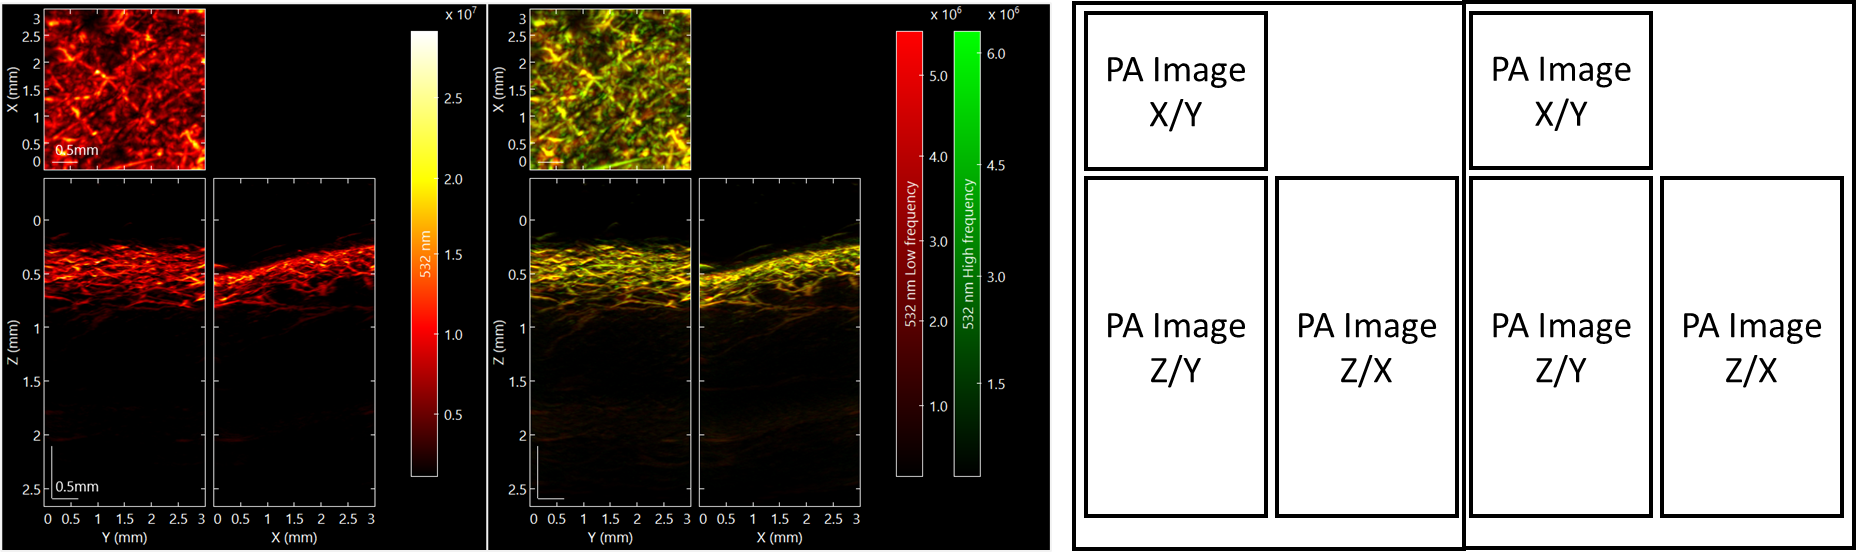 x 10⁷
3
2.5
2
1.5
1
0.5
0
X (mm)
0.5mm
2.5
2.0
1.5
1.0
0.5
532 nm
0
0.5
1
1.5
2
2.5
Z (mm)
0.5mm
0 0.5 1 1.5 2 2.5 3
Y (mm)
0 0.5 1 1.5 2 2.5 3
X (mm)
x 10⁶ x 10⁶
3
2.5
2
1.5
1
0.5
0
X (mm)
5.0
4.0
3.0
2.0
1.0
532 nm Low frequency
6.0
4.5
3.0
1.5
532 nm High frequency
0
0.5
1
1.5
2
2.5
Z (mm)
0 0.5 1 1.5 2 2.5 3
Y (mm)
0 0.5 1 1.5 2 2.5 3
X (mm)
PA Image
X/Y
PA Image
Z/Y
PA Image
Z/X
PA Image
X/Y
PA Image
Z/Y
PA Image
Z/X